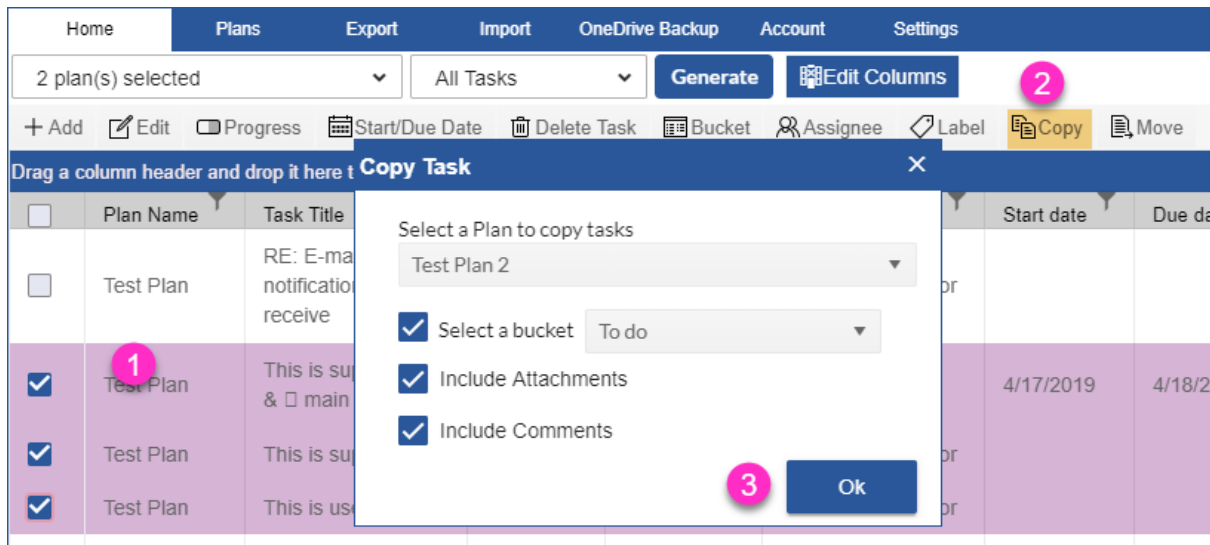 Home Plans Export Import OneDrive Backup Account Settings
2 plan(s) selected All Tasks Generate Edit Columns
2
+ Add Edit Progress Start/Due Date Delete Task Bucket Assignee Label Copy Move
Drag a column header and drop it here t
Copy Task
Plan Name Task Title Start date Due da
Select a Plan to copy tasks
Test Plan 2
Test Plan
RE: E-ma
notification
receive
or
Select a bucket To do
1
Test Plan
This is sup
& main
4/17/2019 4/18/2
Include Attachments
Include Comments
Test Plan This is sup or
3 Ok
Test Plan This is use or